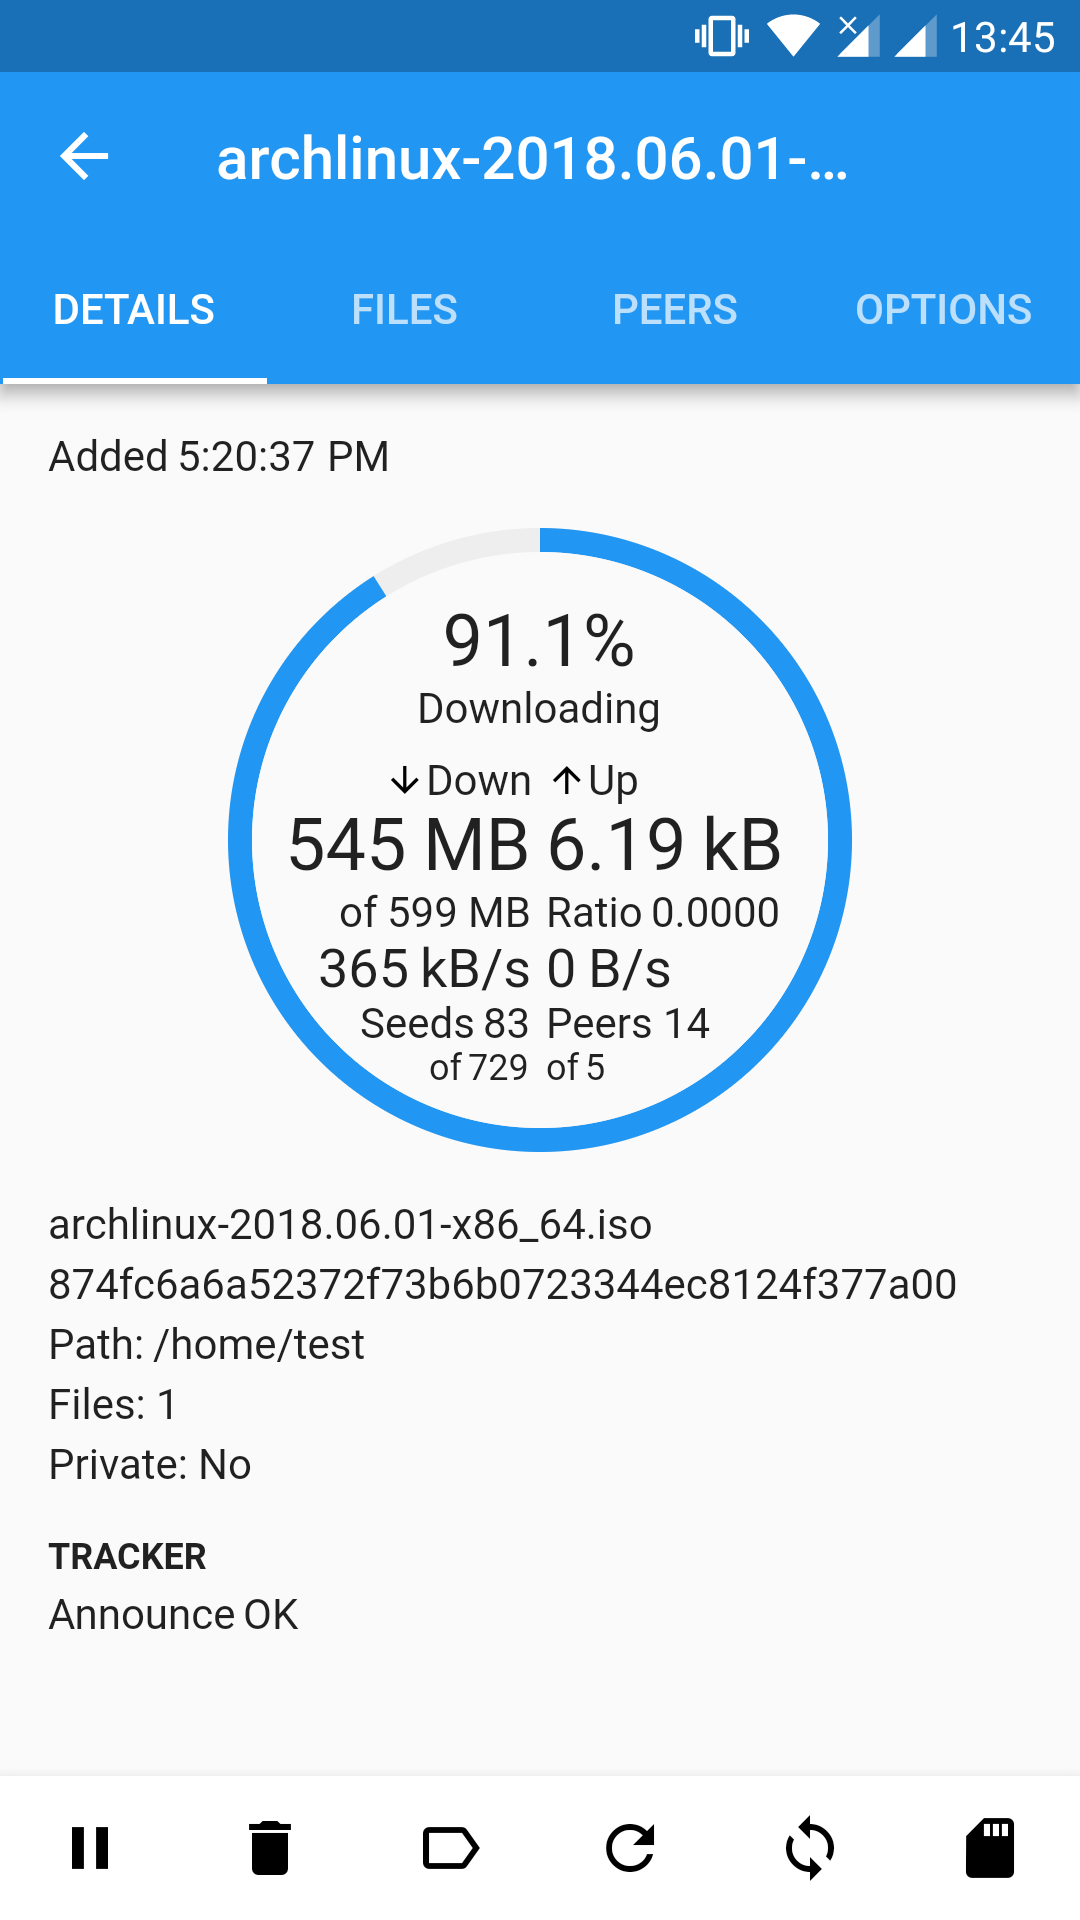 13:45
archlinux-2018.06.01-...
DETAILS FILES PEERS OPTIONS
Added 5:20:37 PM
91.1%
Downloading
Down Up
545 MB 6.19 kB
of 599 MB Ratio 0.0000
365 kB/s 0 B/s
Seeds 83 Peers 14
of 729 of 5
archlinux-2018.06.01-x86_64.iso
874fc6a6a52372f73b6b0723344ec8124f377a00
Path: /home/test
Files: 1
Private: No
TRACKER
Announce OK